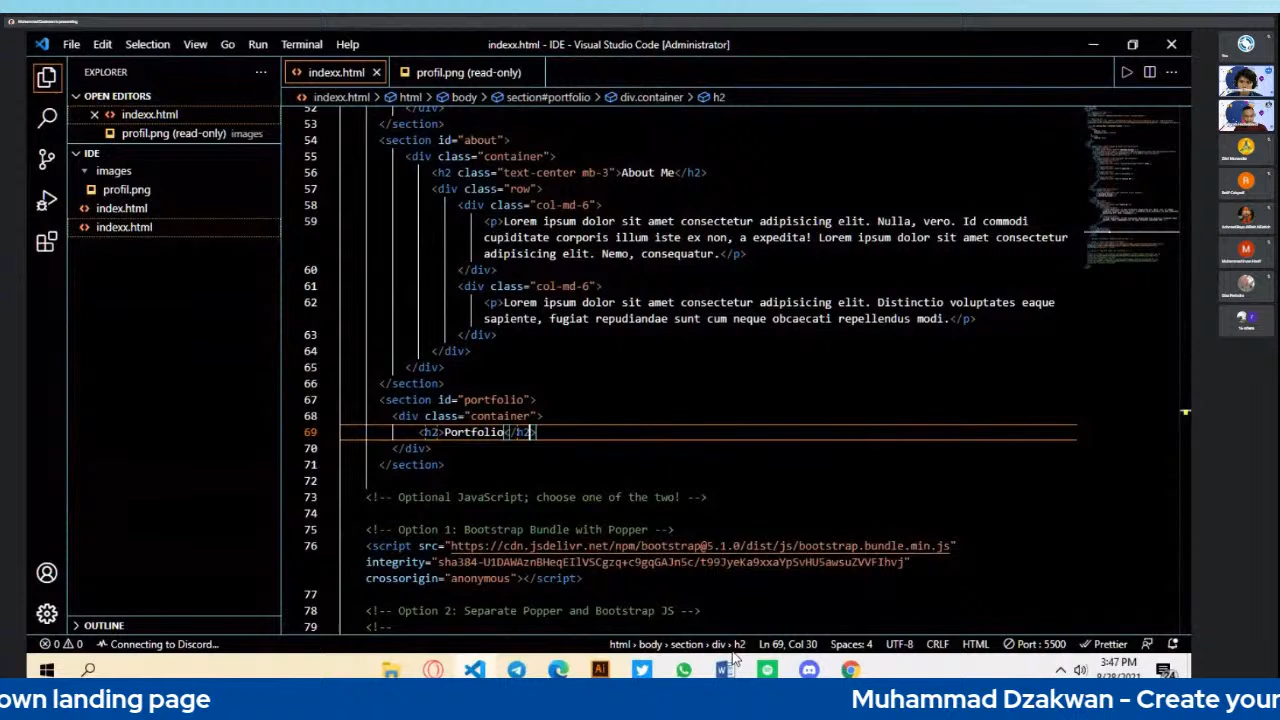 Muhammad Dzakwan is presenting
File Edit Selection View Go Run Terminal Help
indexx.html - IDE - Visual Studio Code [Administrator]
EXPLORER
indexx.html
profil.png (read-only)
OPEN EDITORS
indexx.html
profil.png (read-only) images
IDE
images
profil.png
index.html
indexx.html
OUTLINE
indexx.html > html > body > section#portfolio > div.container > h2
52 </div>
53 </section>
54 <section id="about">
55 <div class="container">
56 <h2 class="text-center mb-3">About Me</h2>
57 <div class="row">
58 <div class="col-md-6">
59 <p>Lorem ipsum dolor sit amet consectetur adipisicing elit. Nulla, vero. Id commodi
cupiditate corporis illum iste ex non, a expedita! Lorem ipsum dolor sit amet consectetur
adipisicing elit. Nemo, consequatur.</p>
60 </div>
61 <div class="col-md-6">
62 <p>Lorem ipsum dolor sit amet consectetur adipisicing elit. Distinctio voluptates eaque
sapiente, fugiat repudiandae sunt cum neque obcaecati repellendus modi.</p>
63 </div>
64 </div>
65 </div>
66 </section>
67 <section id="portfolio">
68 <div class="container">
69 <h2>Portfolio</h2>
70 </div>
71 </section>
72
73 <!-- Optional JavaScript; choose one of the two! -->
74
75 <!-- Option 1: Bootstrap Bundle with Popper -->
76 <script src="https://cdn.jsdelivr.net/npm/bootstrap@5.1.0/dist/js/bootstrap.bundle.min.js"
integrity="sha384-U1DAWAznBHeqEIlVSCgzq+c9gqGAJn5c/t99JyeKa9xxaYpSvHU5awsuZVVFIhvj"
crossorigin="anonymous"></script>
77
78 <!-- Option 2: Separate Popper and Bootstrap JS -->
79 <!--
0 0 Connecting to Discord...
html > body > section > div > h2 Ln 69, Col 30 Spaces: 4 UTF-8 CRLF HTML Port : 5500 Prettier
3:47 PM
8/28/2021
own landing page
Muhammad Dzakwan - Create your